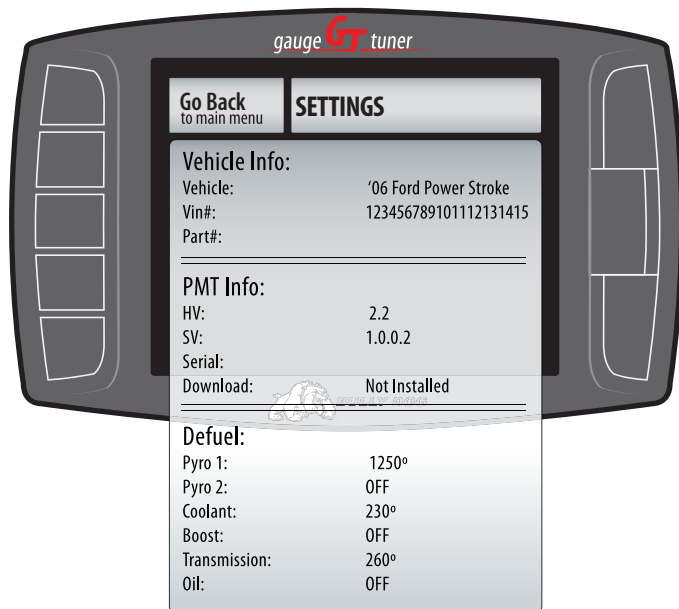 gauge GT tuner
Go Back
to main menu
SETTINGS
Vehicle Info:
Vehicle: ‘06 Ford Power Stroke
Vin#: 123456789101112131415
Part#:
PMT Info:
HV: 2.2
SV: 1.0.0.2
Serial:
Download: Not Installed
BULLY DOG
Defuel:
Pyro 1: 1250º
Pyro 2: OFF
Coolant: 230º
Boost: OFF
Transmission: 260º
Oil: OFF